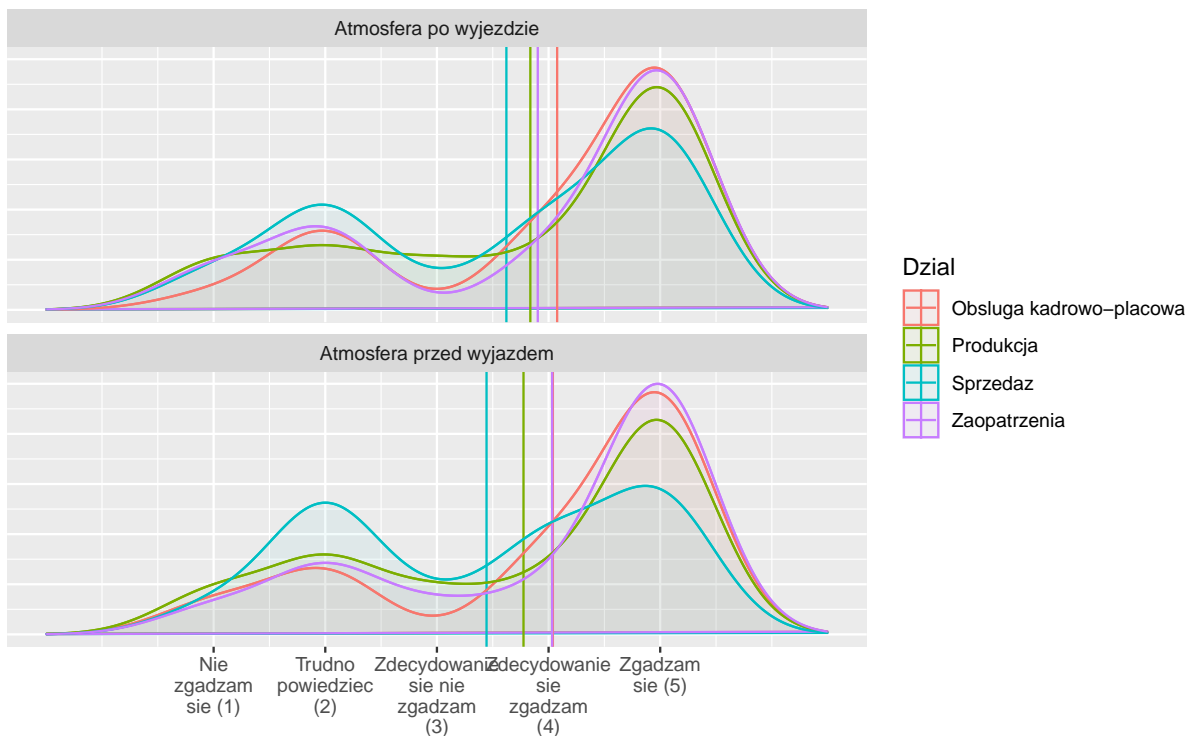 Atmosfera po wyjezdzie
Atmosfera przed wyjazdem
Nie
zgadzam
sie (1)
Trudno
powiedziec
(2)
Zdecydowanie
sie nie
zgadzam
(3)
Zdecydowanie
sie
zgadzam
(4)
Zgadzam
sie (5)
Dzial
Obsluga kadrowo−placowa
Produkcja
Sprzedaz
Zaopatrzenia